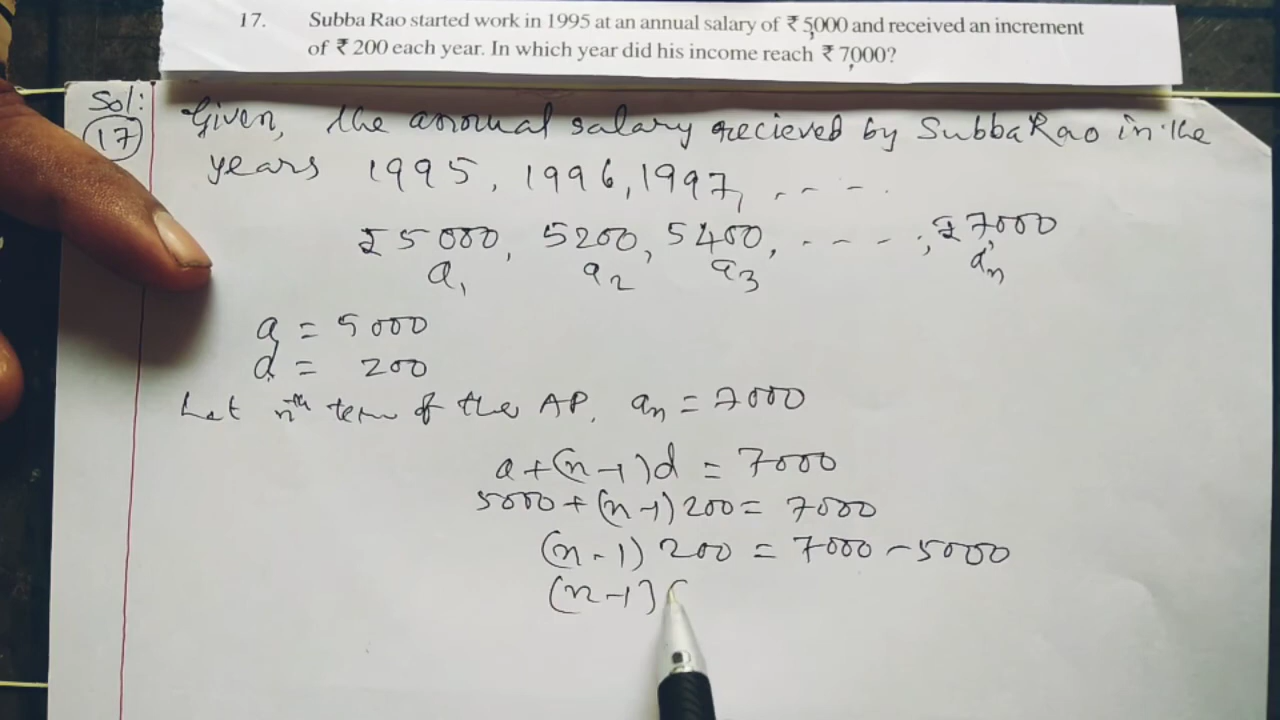 17. Subba Rao started work in 1995 at an annual salary of ₹ 5000 and received an increment
of ₹ 200 each year. In which year did his income reach ₹ 7000?
Sol:
17
Given, the annual salary recieved by Subba Rao in the
years 1995, 1996, 1997, - - - .
₹ 5000, 5200, 5400, - - - -, ₹ 7000
a₁ a₂ a₃ aₙ
a = 5000
d = 200
Let nth term of the AP. aₙ = 7000
a + (n-1)d = 7000
5000 + (n-1) 200 = 7000
(n-1) 200 = 7000 - 5000
(n-1)